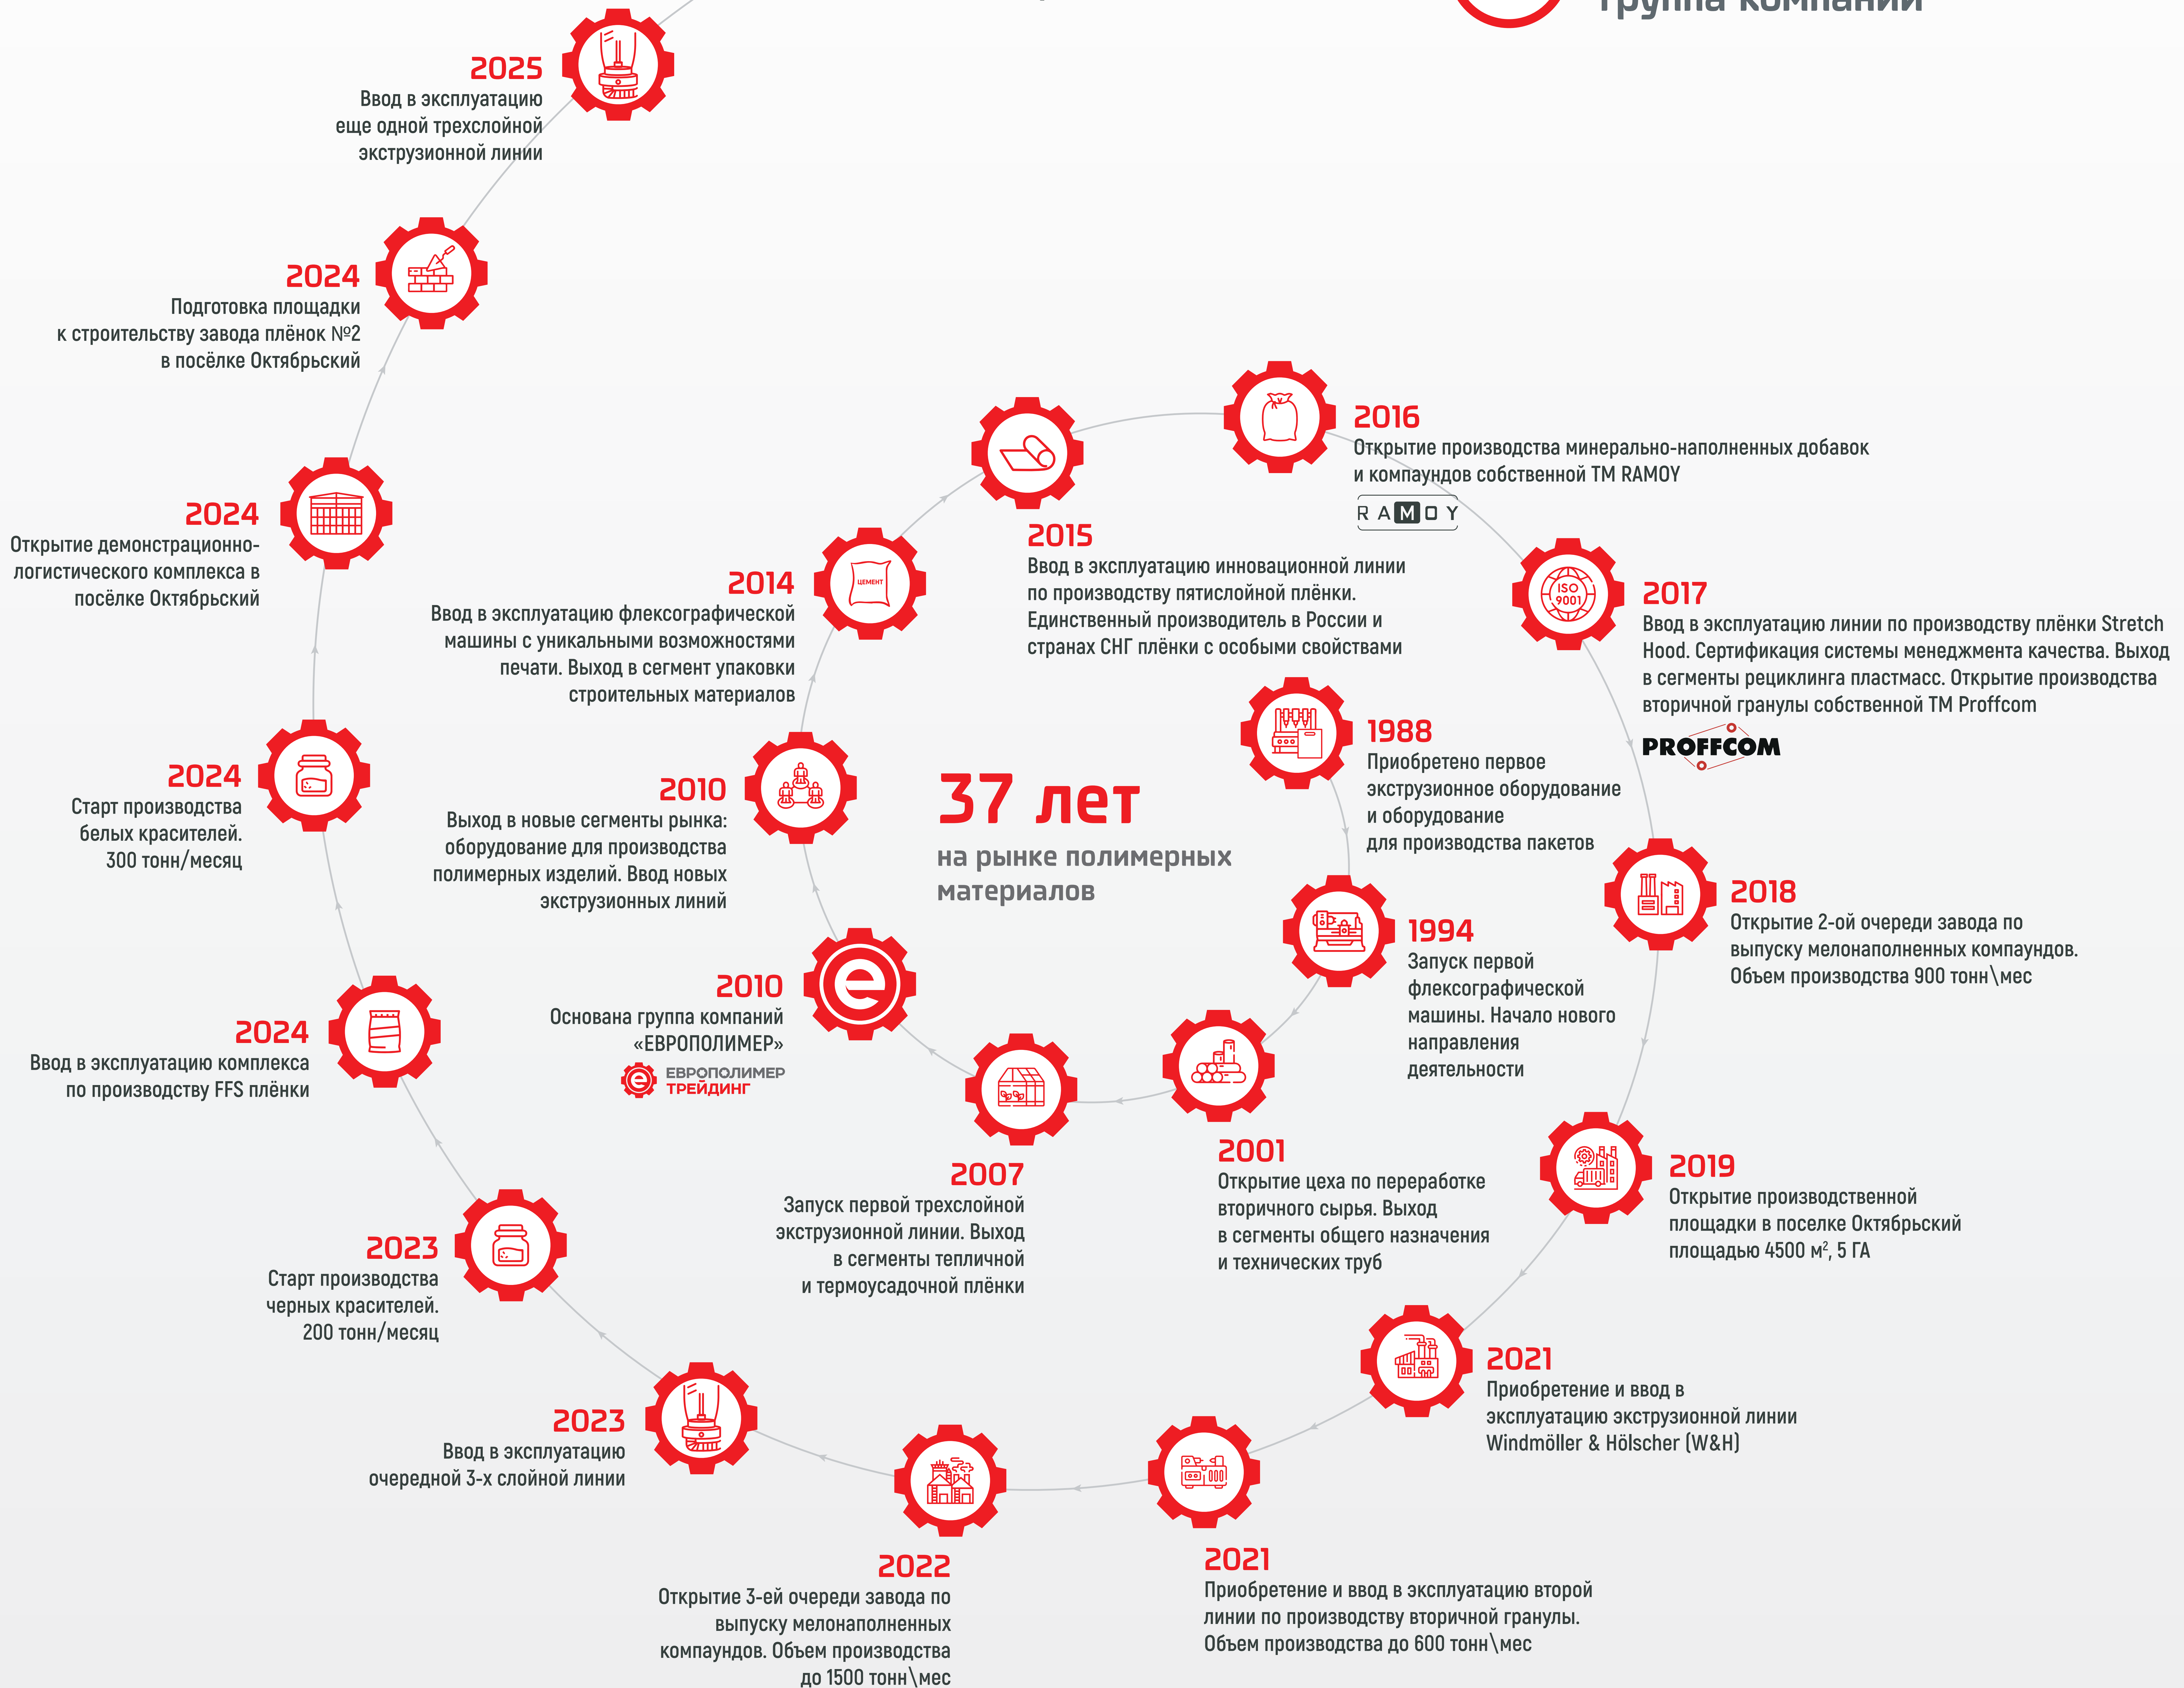 группа компаний
2025
Ввод в эксплуатацию
еще одной трехслойной
экструзионной линии
2024
Подготовка площадки
к строительству завода плёнок №2
в посёлке Октябрьский
2024
Открытие демонстрационно-
логистического комплекса в
посёлке Октябрьский
2024
Старт производства
белых красителей.
300 тонн/месяц
2024
Ввод в эксплуатацию комплекса
по производству FFS плёнки
2023
Старт производства
черных красителей.
200 тонн/месяц
2023
Ввод в эксплуатацию
очередной 3-х слойной линии
2022
Открытие 3-ей очереди завода по
выпуску мелонаполненных
компаундов. Объем производства
до 1500 тонн\мес
2021
Приобретение и ввод в эксплуатацию второй
линии по производству вторичной гранулы.
Объем производства до 600 тонн\мес
2021
Приобретение и ввод в
эксплуатацию экструзионной линии
Windmöller & Hölscher (W&H)
2019
Открытие производственной
площадки в поселке Октябрьский
площадью 4500 м², 5 ГА
2018
Открытие 2-ой очереди завода по
выпуску мелонаполненных компаундов.
Объем производства 900 тонн\мес
ISO
9001
2017
Ввод в эксплуатацию линии по производству плёнки Stretch
Hood. Сертификация системы менеджмента качества. Выход
в сегменты рециклинга пластмасс. Открытие производства
вторичной гранулы собственной ТМ Proffcom
PROFFCOM
2016
Открытие производства минерально-наполненных добавок
и компаундов собственной ТМ RAMOY
RAMOY
2015
Ввод в эксплуатацию инновационной линии
по производству пятислойной плёнки.
Единственный производитель в России и
странах СНГ плёнки с особыми свойствами
ЦЕМЕНТ
2014
Ввод в эксплуатацию флексографической
машины с уникальными возможностями
печати. Выход в сегмент упаковки
строительных материалов
2010
Выход в новые сегменты рынка:
оборудование для производства
полимерных изделий. Ввод новых
экструзионных линий
e
2010
Основана группа компаний
«ЕВРОПОЛИМЕР»
e ЕВРОПОЛИМЕР
ТРЕЙДИНГ
2007
Запуск первой трехслойной
экструзионной линии. Выход
в сегменты тепличной
и термоусадочной плёнки
2001
Открытие цеха по переработке
вторичного сырья. Выход
в сегменты общего назначения
и технических труб
1994
Запуск первой
флексографической
машины. Начало нового
направления
деятельности
1988
Приобретено первое
экструзионное оборудование
и оборудование
для производства пакетов
37 лет
на рынке полимерных
материалов